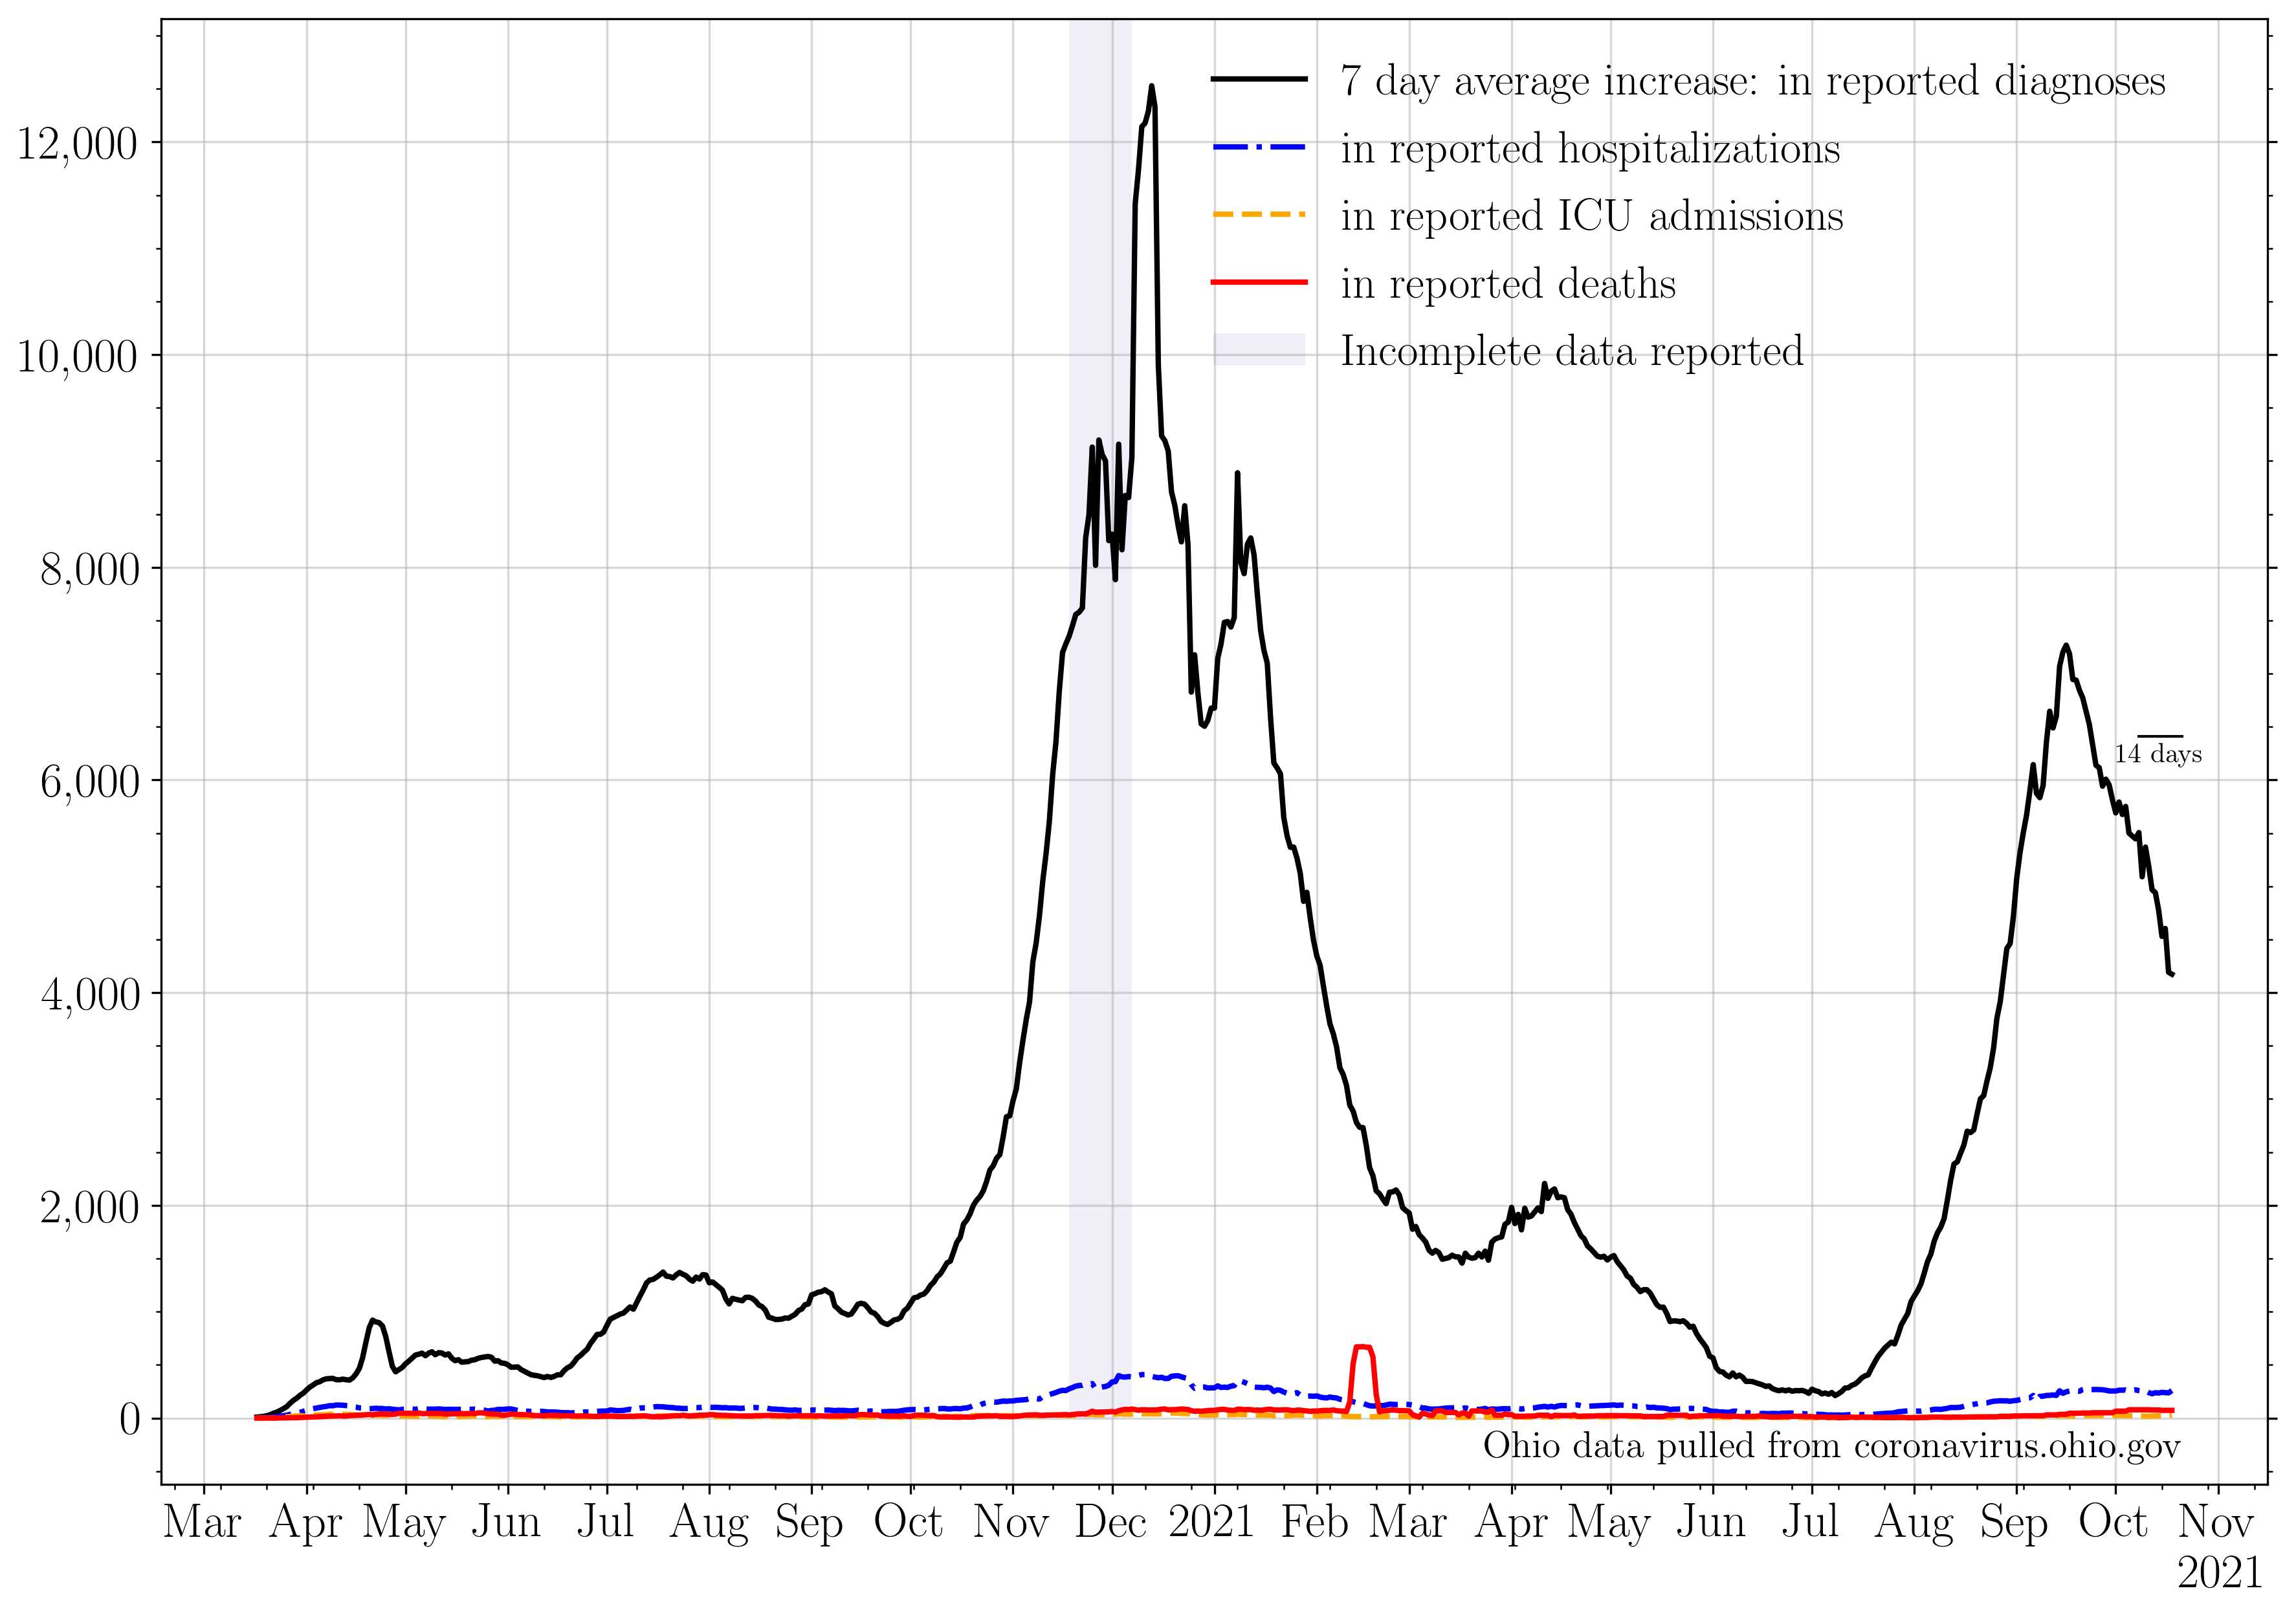 7 day average increase: in reported diagnoses
in reported hospitalizations
in reported ICU admissions
in reported deaths
Incomplete data reported
12,000
10,000
8,000
6,000
4,000
2,000
0
14 days
Ohio data pulled from coronavirus.ohio.gov
Mar Apr May Jun Jul Aug Sep Oct Nov Dec 2021 Feb Mar Apr May Jun Jul Aug Sep Oct Nov
2021